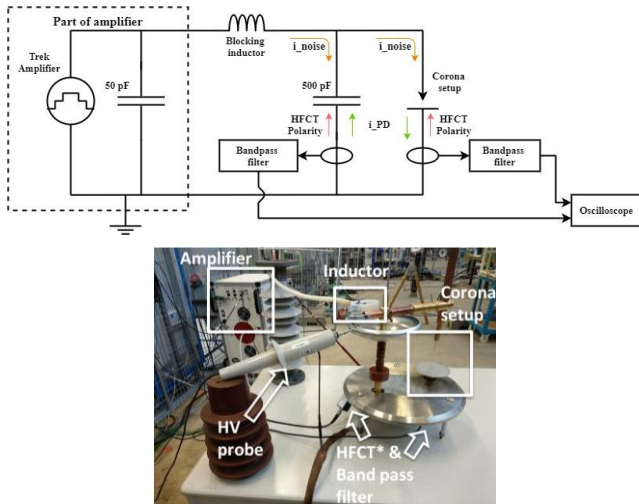 Part of amplifier
Trek
Amplifier
50 pF
Blocking
inductor
i_noise
i_noise
500 pF
Corona
setup
HFCT
Polarity
i_PD
HFCT
Polarity
Bandpass
filter
Bandpass
filter
Oscilloscope
Amplifier
Inductor
Corona
setup
HV
probe
HFCT* &
Band pass
filter